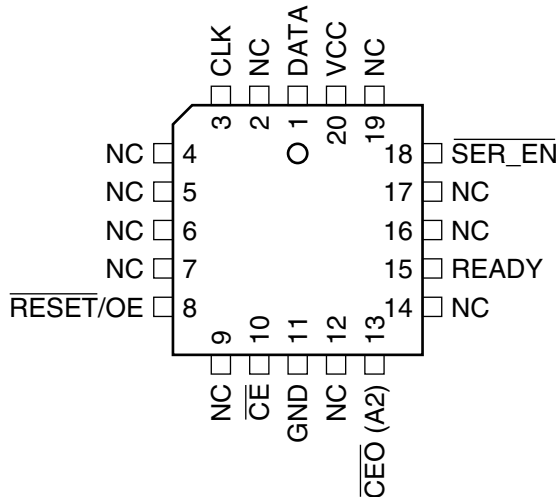 CLK
NC
DATA
VCC
NC
3
2
1
20
19
NC 4
18 SER_EN
NC 5
17 NC
NC 6
16 NC
NC 7
15 READY
RESET/OE 8
14 NC
9
10
11
12
13
NC
CE
GND
NC
CEO (A2)